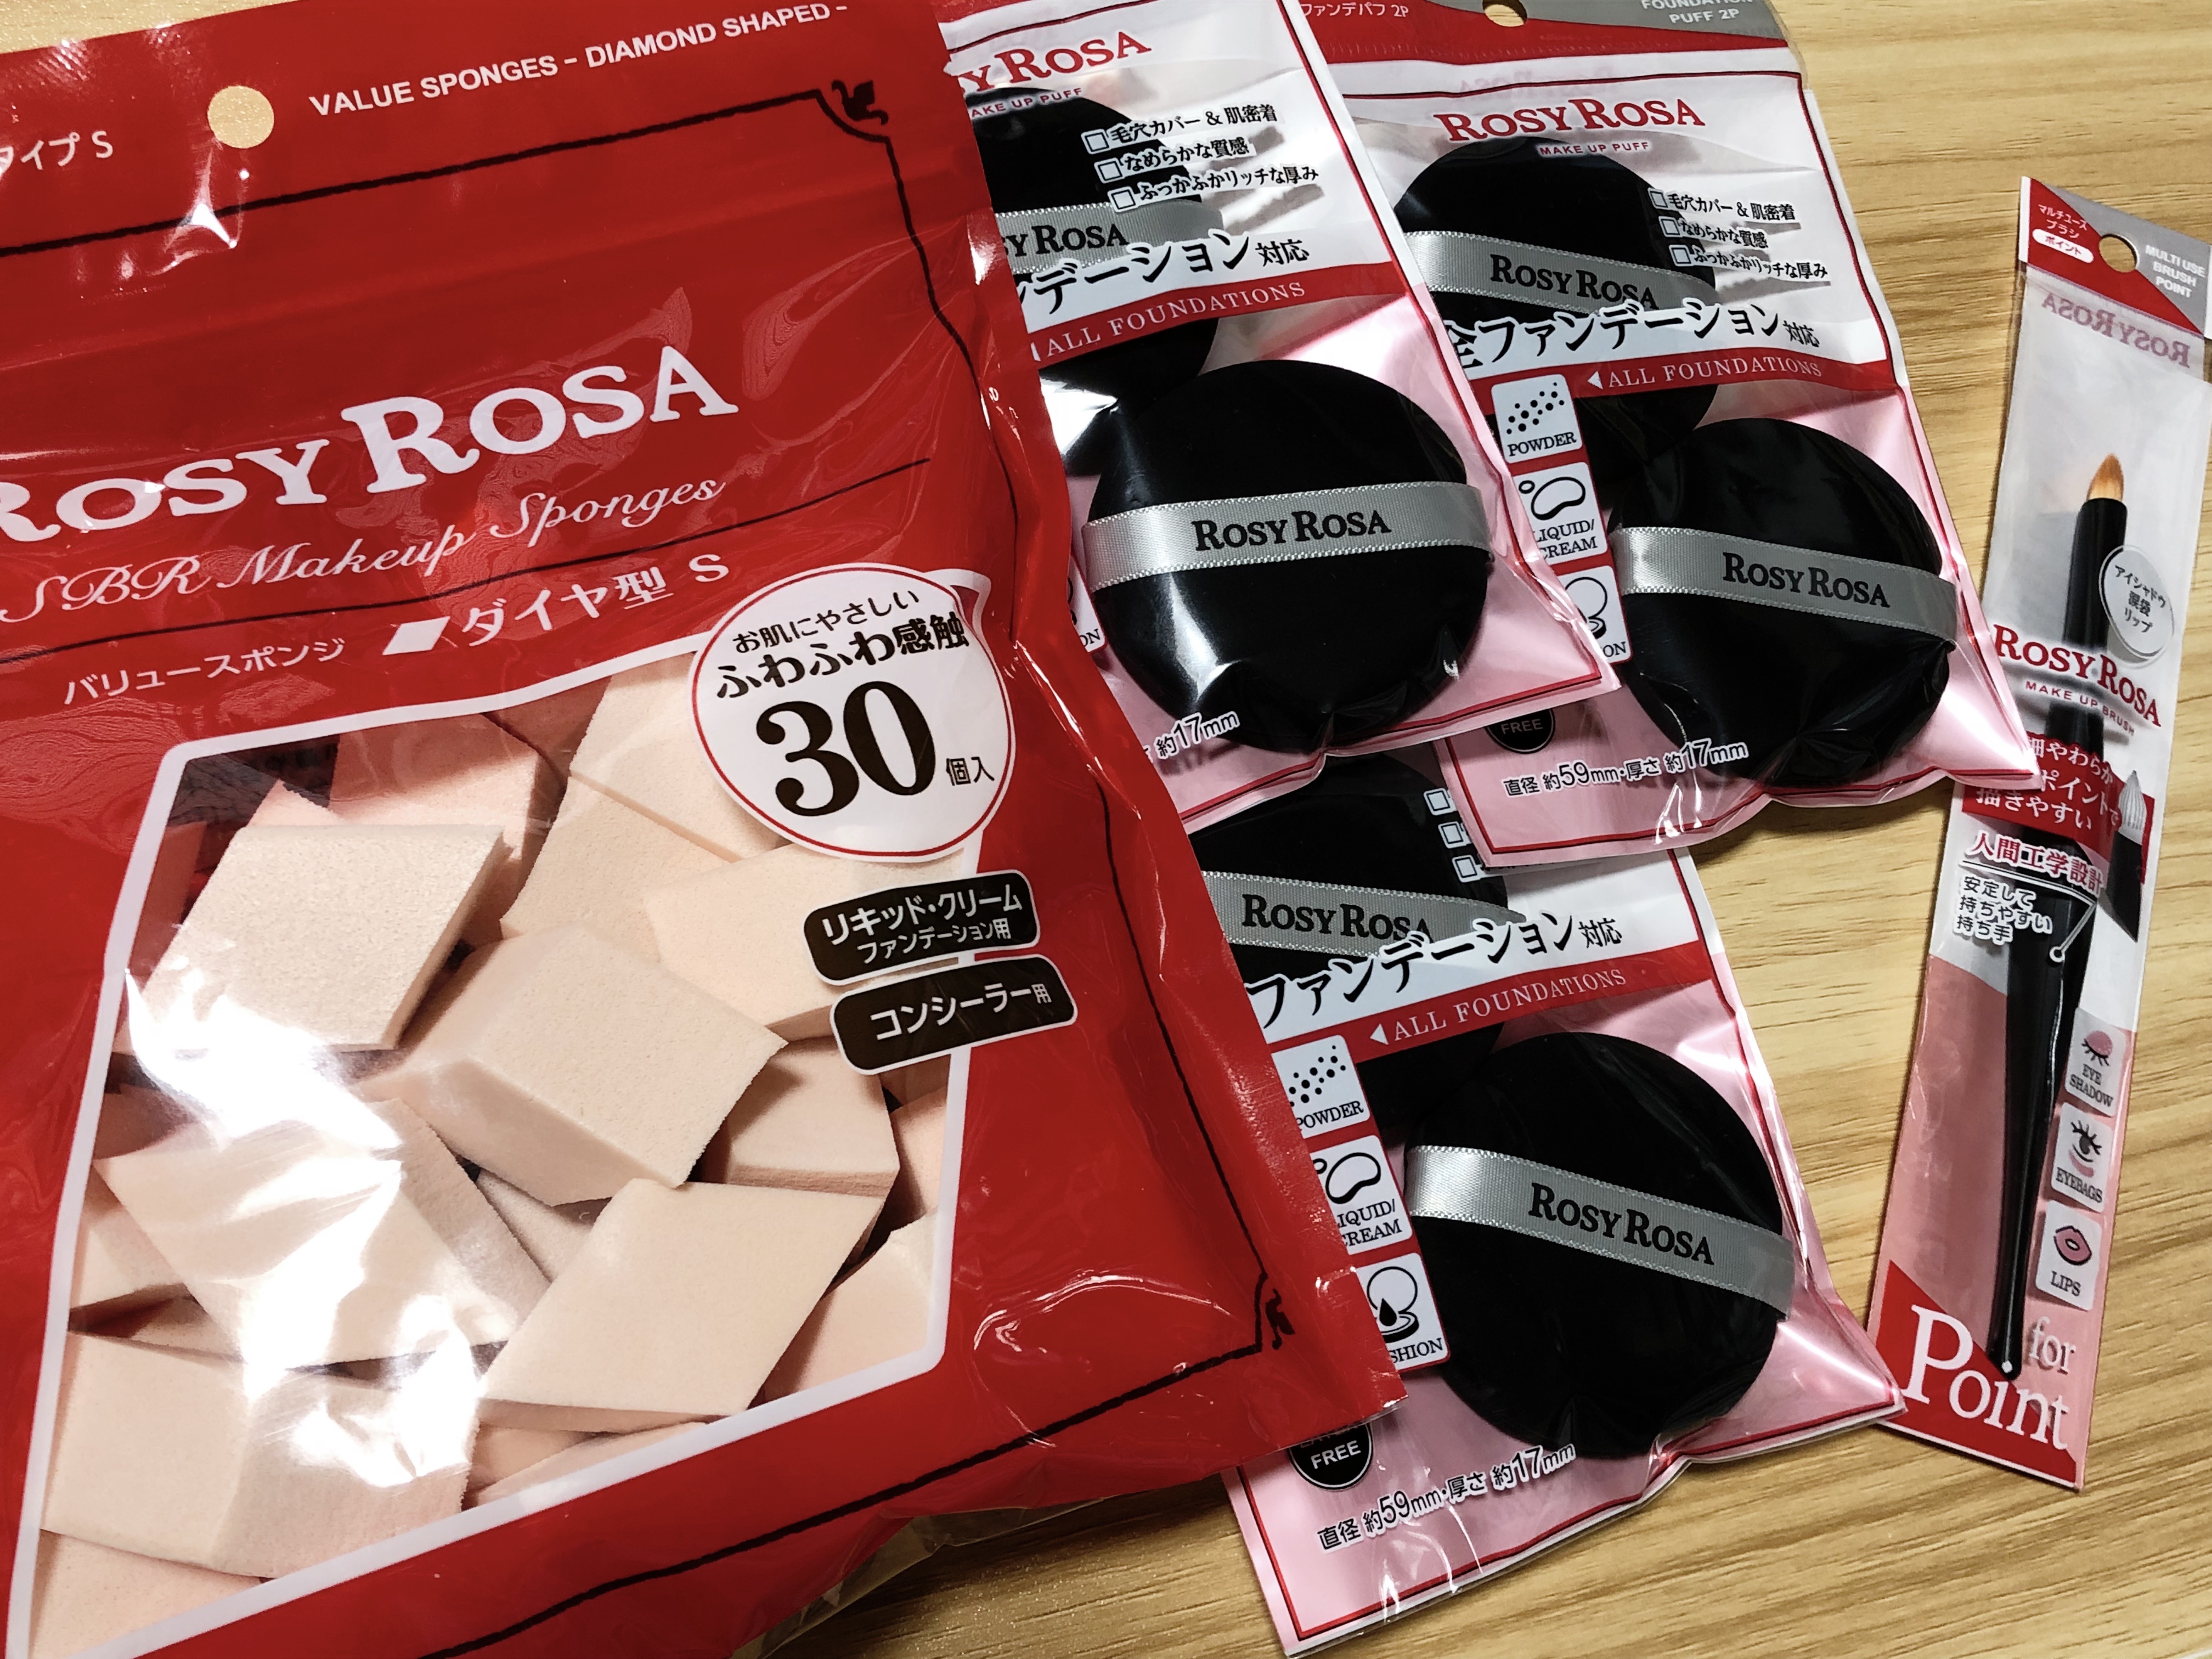 タイプ S
VALUE SPONGES - DIAMOND SHAPED -
ROSY ROSA
SBR Makeup Sponges
バリュースポンジ ダイヤ型 S
お肌にやさしい
ふわふわ感触
30個入
リキッド・クリーム
ファンデーション用
コンシーラー用
ROSA
MAKE UP PUFF
毛穴カバー & 肌密着
なめらかな質感
ふっかふかリッチな厚み
ROSA
ンデーション対応
ALL FOUNDATIONS
ROSY ROSA
約17mm
ファンデパフ 2P
FOUNDATION
PUFF 2P
ROSY ROSA
MAKE UP PUFF
毛穴カバー & 肌密着
なめらかな質感
ふっかふかリッチな厚み
ROSY ROSA
全ファンデーション対応
ALL FOUNDATIONS
POWDER
LIQUID/
CREAM
ROSY ROSA
FREE
直径 約59mm・厚さ 約17mm
ROSY ROSA
ファンデーション対応
ALL FOUNDATIONS
POWDER
LIQUID/
CREAM
SHION
ROSY ROSA
FREE
直径 約59mm・厚さ 約17mm
マルチユース
ブラシ
ポイント
MULTI USE
BRUSH
POINT
ROSY ROSA
アイシャドウ
涙袋
リップ
ROSY ROSA
MAKE UP BRUSH
細やわらか
ポイントで
描きやすい
人間工学設計
安定して
持ちやすい
持ち手
EYE
SHADOW
EYEBAGS
LIPS
for
Point